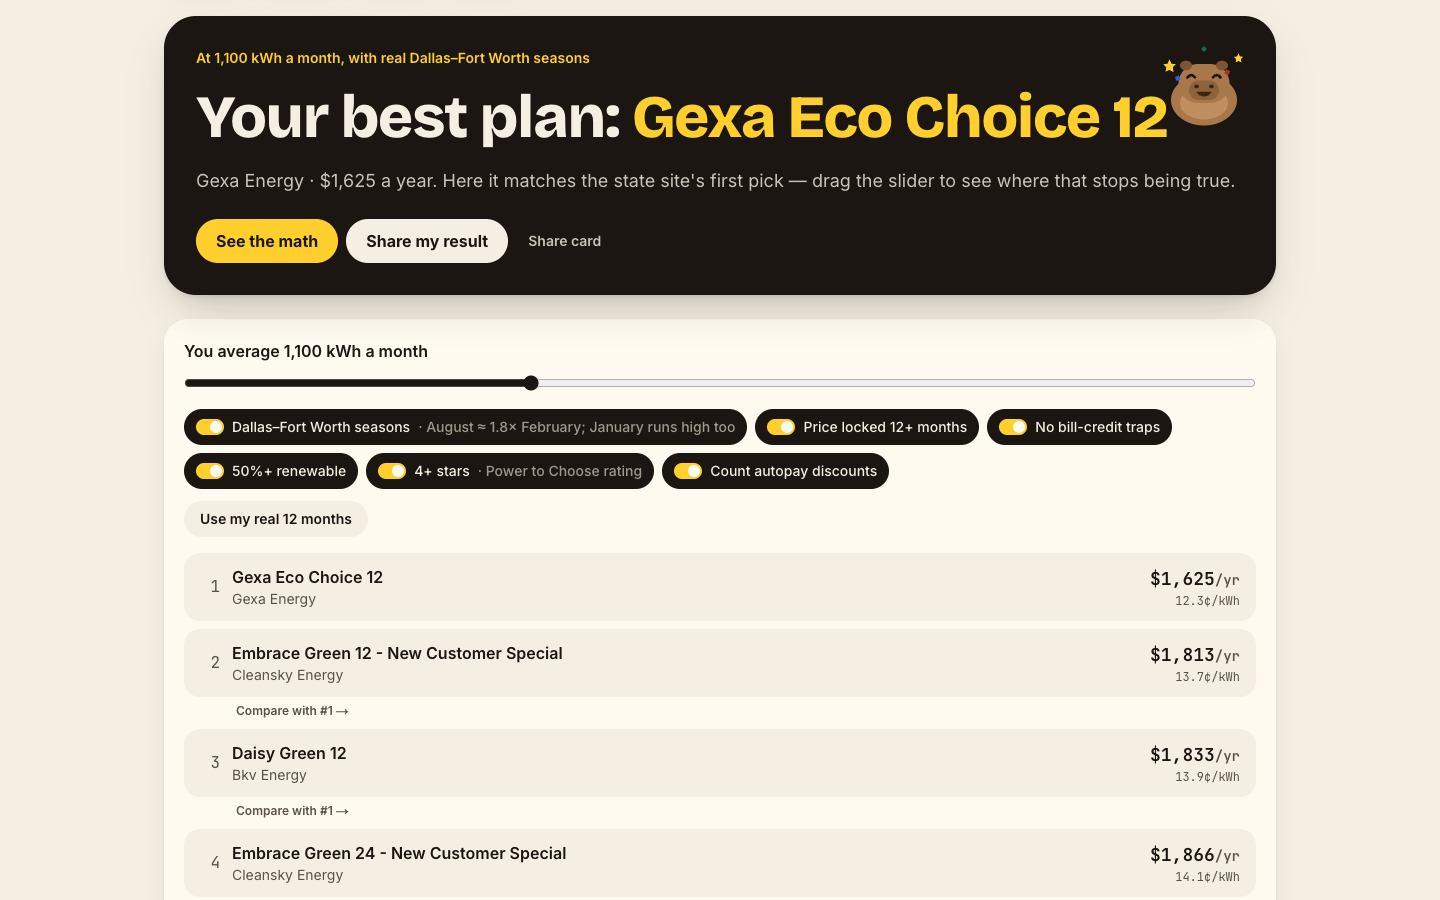 At 1,100 kWh a month, with real Dallas–Fort Worth seasons
Your best plan: Gexa Eco Choice 12
Gexa Energy · $1,625 a year. Here it matches the state site's first pick — drag the slider to see where that stops being true.
See the math
Share my result
Share card
You average 1,100 kWh a month
Dallas–Fort Worth seasons · August ≈ 1.8× February; January runs high too
Price locked 12+ months
No bill-credit traps
50%+ renewable
4+ stars · Power to Choose rating
Count autopay discounts
Use my real 12 months
1
Gexa Eco Choice 12
Gexa Energy
$1,625/yr
12.3¢/kWh
2
Embrace Green 12 - New Customer Special
Cleansky Energy
$1,813/yr
13.7¢/kWh
Compare with #1 →
3
Daisy Green 12
Bkv Energy
$1,833/yr
13.9¢/kWh
Compare with #1 →
4
Embrace Green 24 - New Customer Special
Cleansky Energy
$1,866/yr
14.1¢/kWh